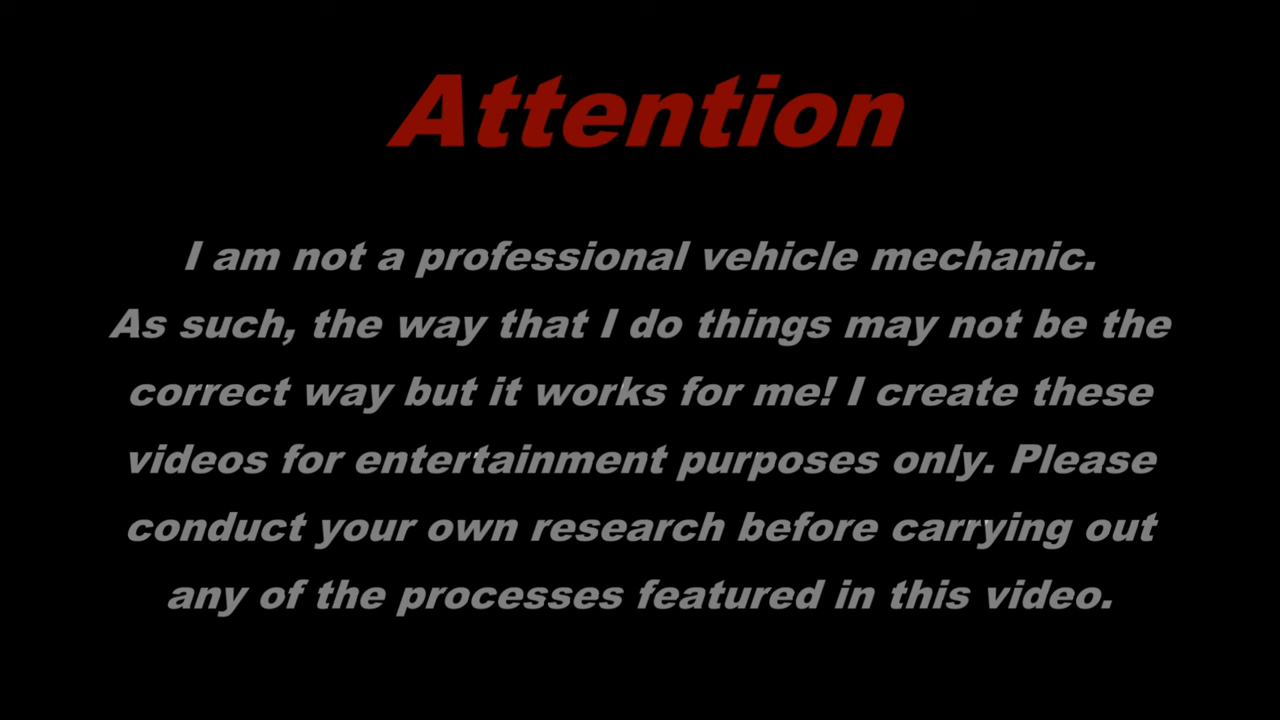 Attention
I am not a professional vehicle mechanic.
As such, the way that I do things may not be the
correct way but it works for me! I create these
videos for entertainment purposes only. Please
conduct your own research before carrying out
any of the processes featured in this video.